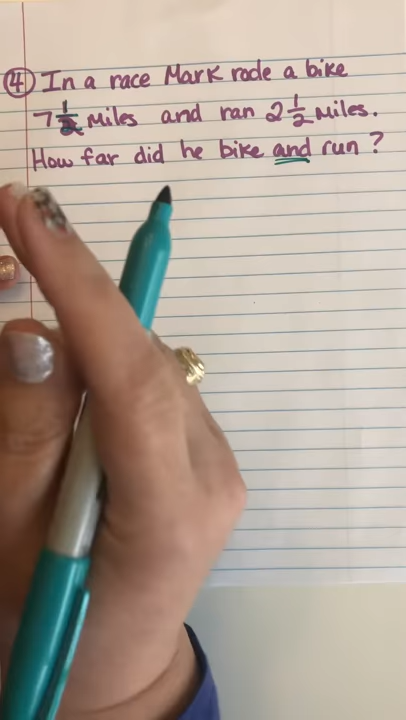 ④ In a race Mark rode a bike
7 1/2 Miles and ran 2 1/2 Miles.
How far did he bike and run ?